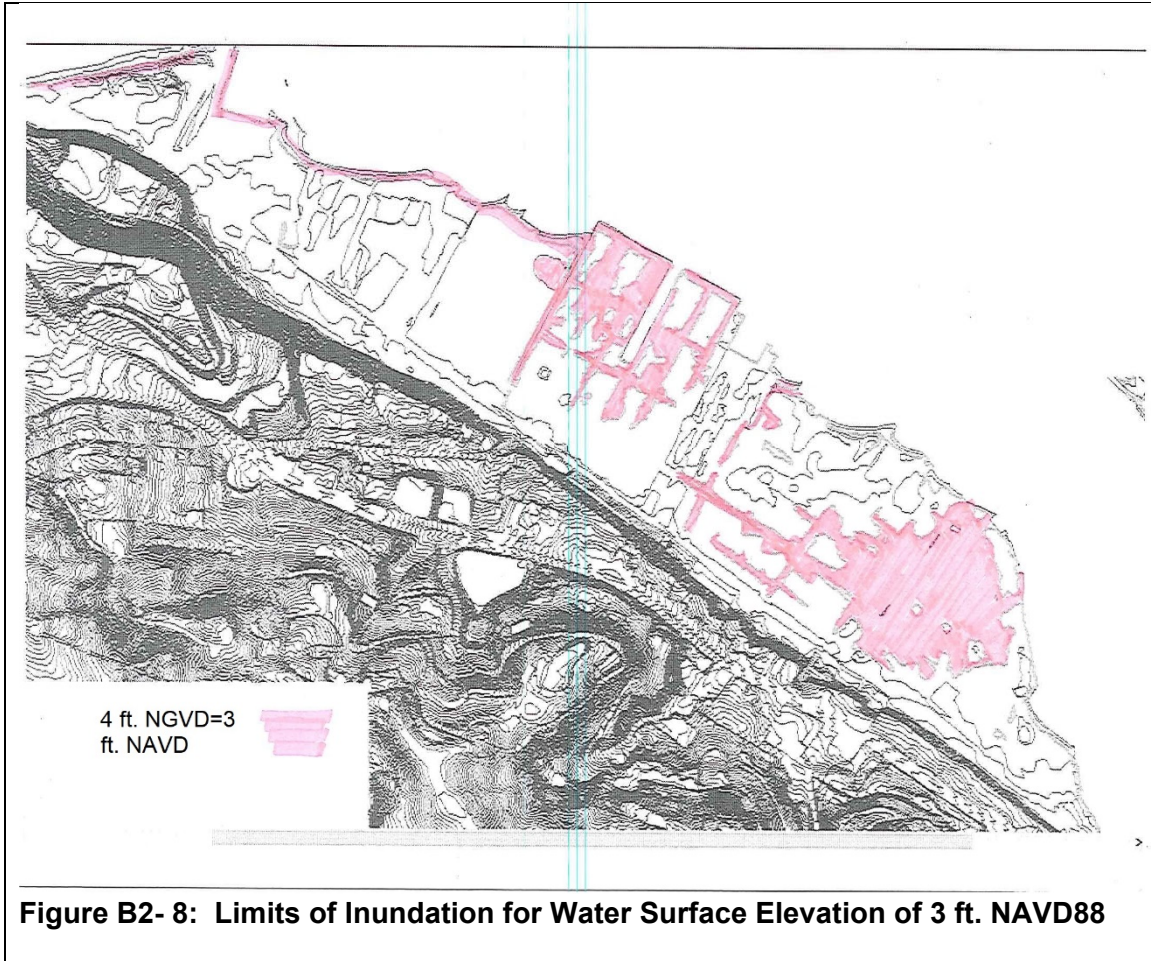 4 ft. NGVD=3
ft. NAVD
Figure B2- 8:  Limits of Inundation for Water Surface Elevation of 3 ft. NAVD88